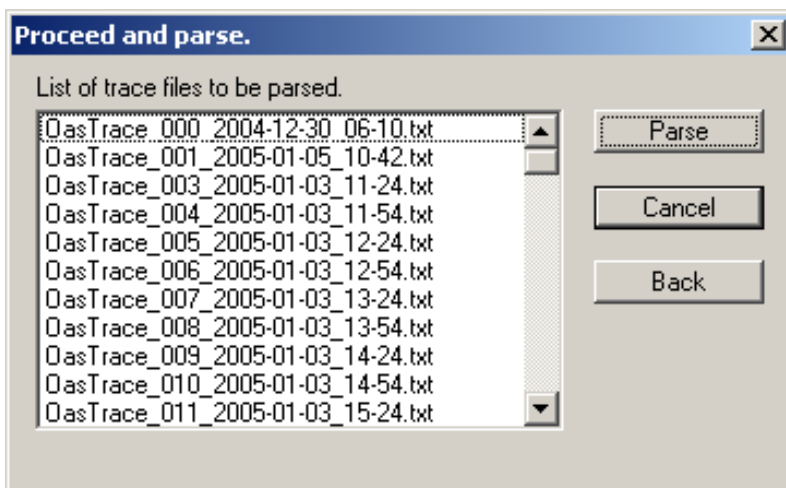 Proceed and parse.
List of trace files to be parsed.
OasTrace_000_2004-12-30_06-10.txt
OasTrace_001_2005-01-05_10-42.txt
OasTrace_003_2005-01-03_11-24.txt
OasTrace_004_2005-01-03_11-54.txt
OasTrace_005_2005-01-03_12-24.txt
OasTrace_006_2005-01-03_12-54.txt
OasTrace_007_2005-01-03_13-24.txt
OasTrace_008_2005-01-03_13-54.txt
OasTrace_009_2005-01-03_14-24.txt
OasTrace_010_2005-01-03_14-54.txt
OasTrace_011_2005-01-03_15-24.txt
Parse
Cancel
Back